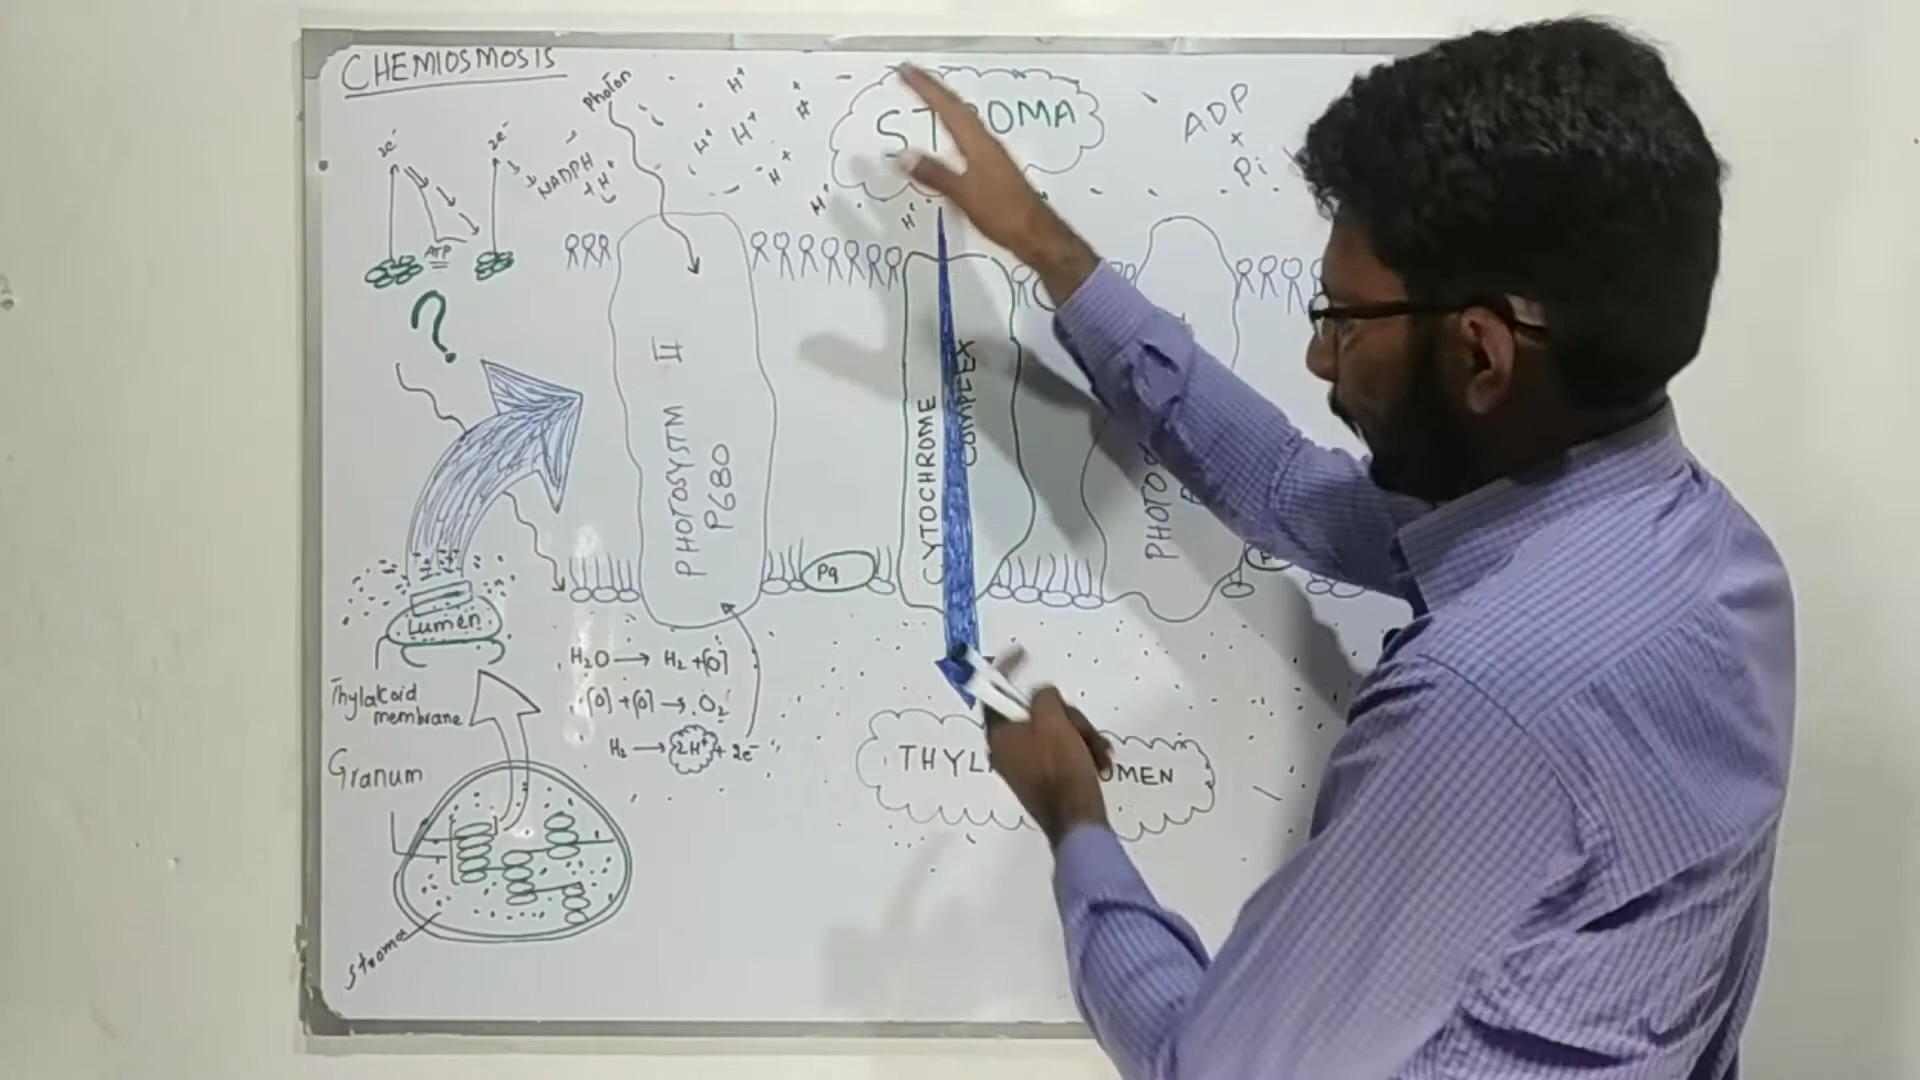 CHEMIOSMOSIS
photon
H⁺
H⁺
H⁺
H⁺
H⁺
H⁺
H⁺
STROMA
ADP
+
Pi
2e⁻
2e⁻
NADPH
+H⁺
ATP
?
PHOTOSYSTM II
P680
CYTOCHROME
COMPLEX
Pq
Lumen
Thylakoid
membrane
Granum
stroma
H₂O → H₂ +[O]
[O] +[O] → O₂
H₂ → 2H⁺ + 2e⁻